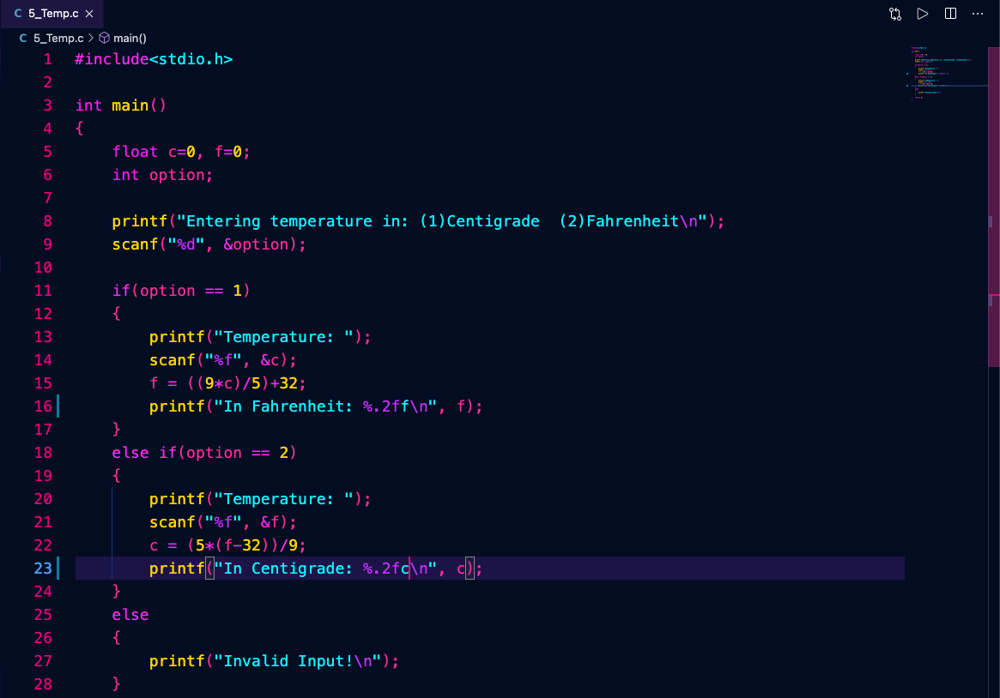 C 5_Temp.c ×
C 5_Temp.c > main()
1 #include<stdio.h>
2
3 int main()
4 {
5     float c=0, f=0;
6     int option;
7
8     printf("Entering temperature in: (1)Centigrade  (2)Fahrenheit\n");
9     scanf("%d", &option);
10
11     if(option == 1)
12     {
13         printf("Temperature: ");
14         scanf("%f", &c);
15         f = ((9*c)/5)+32;
16         printf("In Fahrenheit: %.2ff\n", f);
17     }
18     else if(option == 2)
19     {
20         printf("Temperature: ");
21         scanf("%f", &f);
22         c = (5*(f-32))/9;
23         printf("In Centigrade: %.2fc\n", c);
24     }
25     else
26     {
27         printf("Invalid Input!\n");
28     }